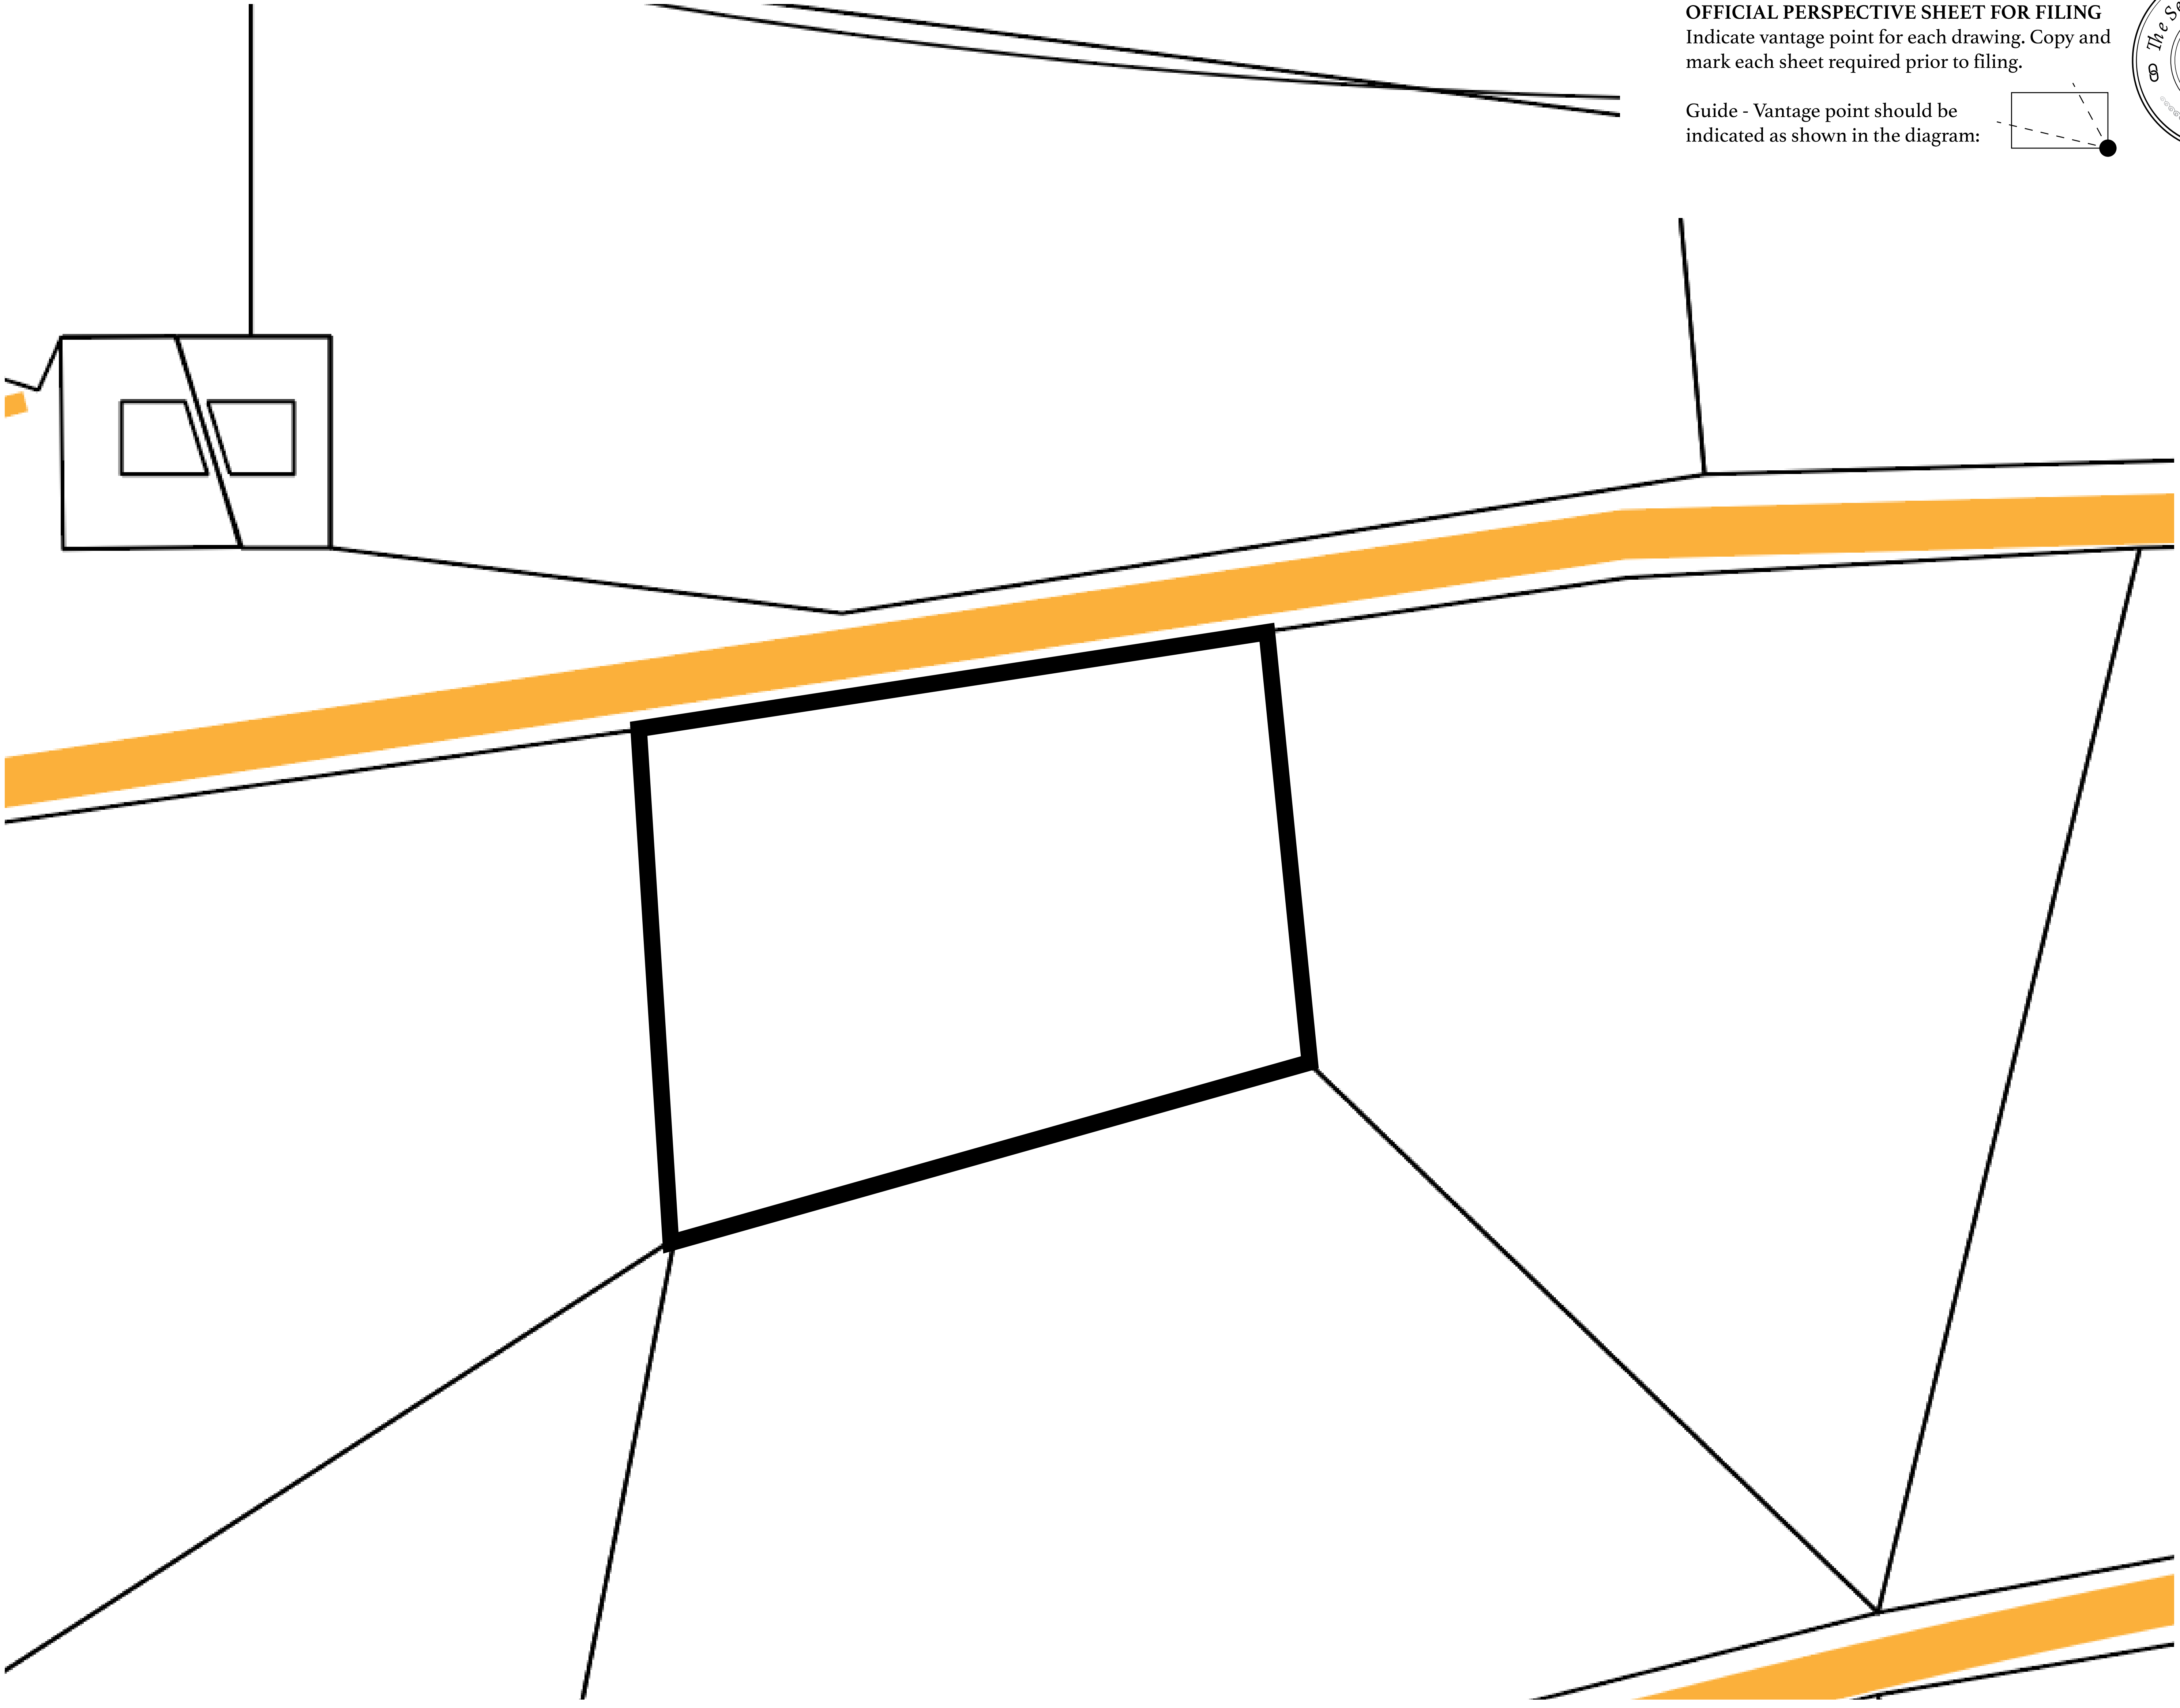 OFFICIAL PERSPECTIVE SHEET FOR FILING
Indicate vantage point for each drawing. Copy and
mark each sheet required prior to filing.
Guide - Vantage point should be
indicated as shown in the diagram:
The